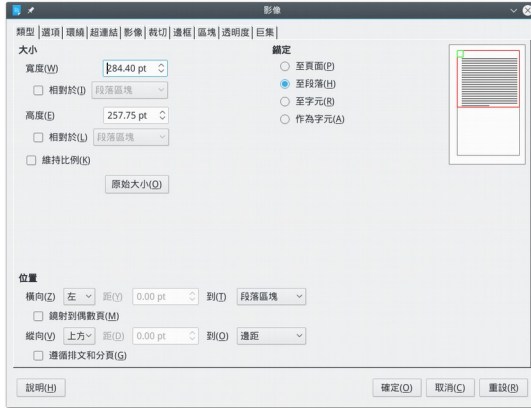 影像
類型 選項 環繞 超連結 影像 裁切 邊框 區塊 透明度 巨集
大小
寬度(W) 284.40 pt
相對於(I) 段落區塊
高度(E) 257.75 pt
相對於(L) 段落區塊
維持比例(K)
原始大小(O)
錨定
至頁面(P)
至段落(H)
至字元(R)
作為字元(A)
位置
橫向(Z) 左 距(Y) 0.00 pt 到(T) 段落區塊
鏡射到偶數頁(M)
縱向(V) 上方 距(D) 0.00 pt 到(O) 邊距
遵循排文和分頁(G)
說明(H) 確定(O) 取消(C) 重設(R)